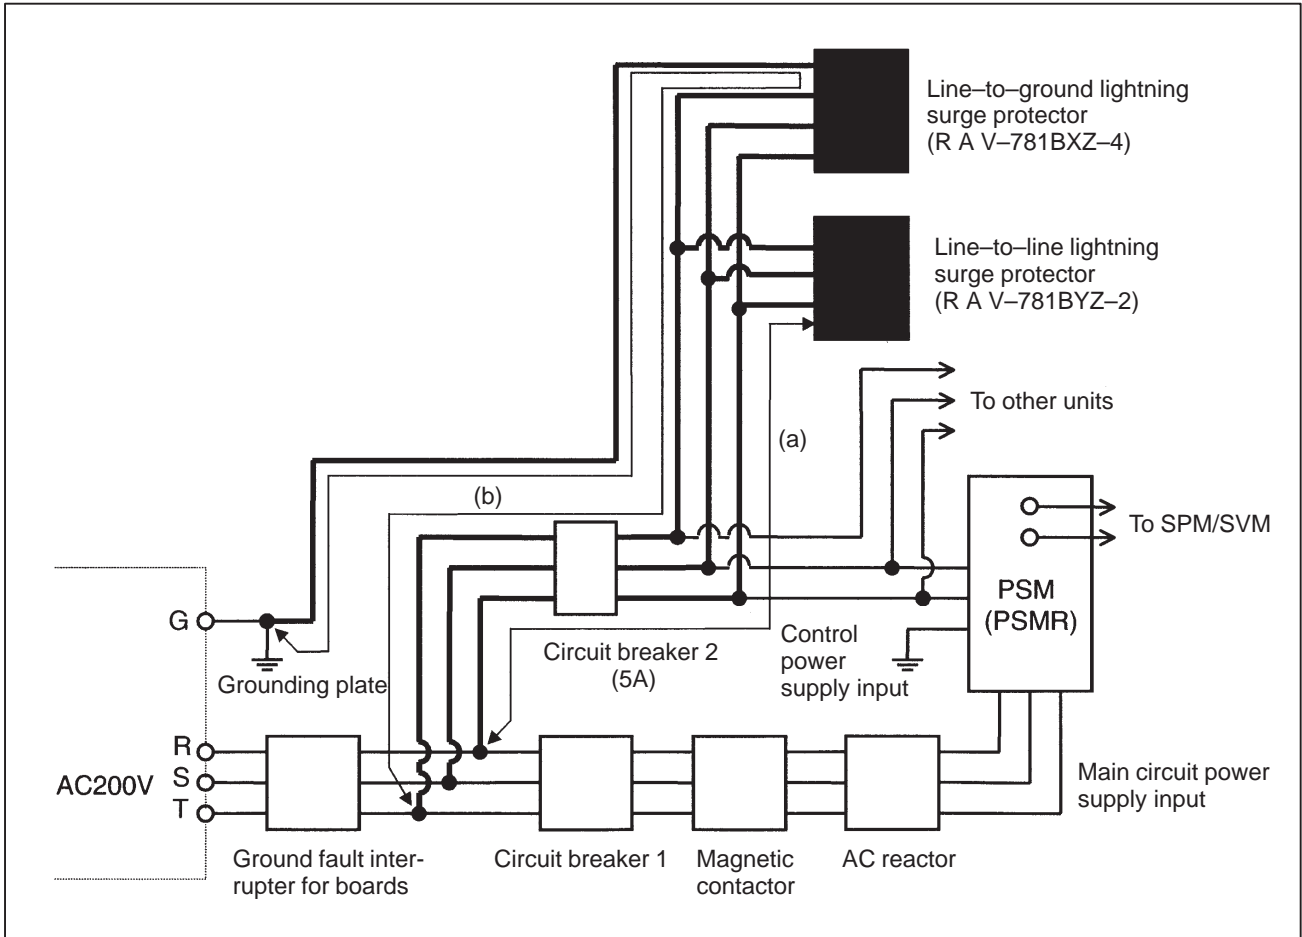 Line–to–ground lightning
surge protector
(R A V–781BXZ–4)
Line–to–line lightning
surge protector
(R A V–781BYZ–2)
To other units
(a)
(b)
To SPM/SVM
PSM
(PSMR)
G
Grounding plate
Circuit breaker 2
(5A)
Control
power
supply input
R
S
T
AC200V
Main circuit power
supply input
Ground fault inter-
rupter for boards
Circuit breaker 1
Magnetic
contactor
AC reactor